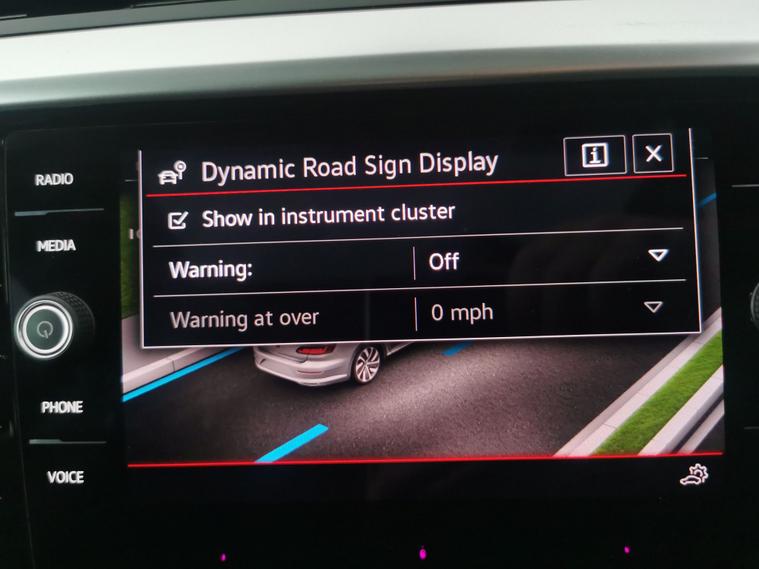 RADIO
MEDIA
PHONE
VOICE
Dynamic Road Sign Display
Show in instrument cluster
Warning: Off
Warning at over 0 mph